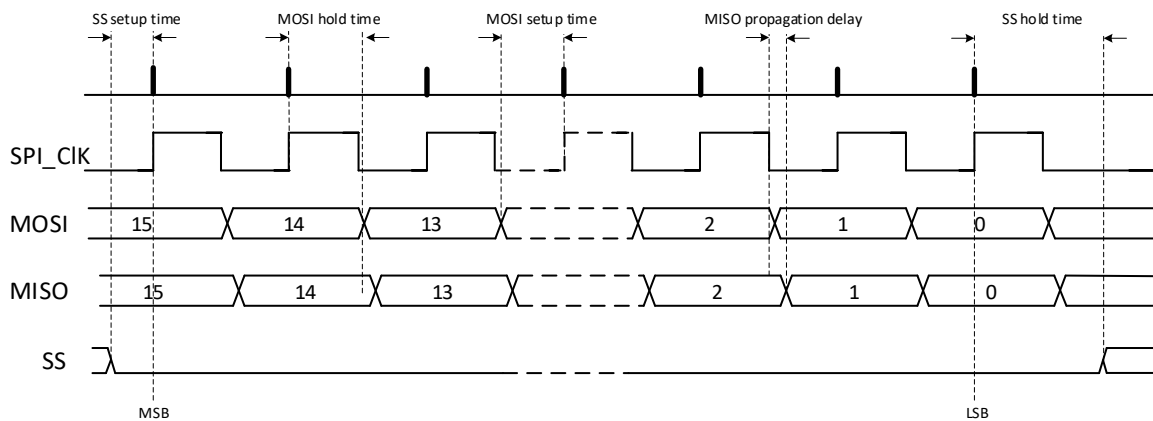 SS setup time MOSI hold time MOSI setup time MISO propagation delay SS hold time
SPI_ClK
MOSI 15 14 13 2 1 0
MISO 15 14 13 2 1 0
SS
MSB LSB